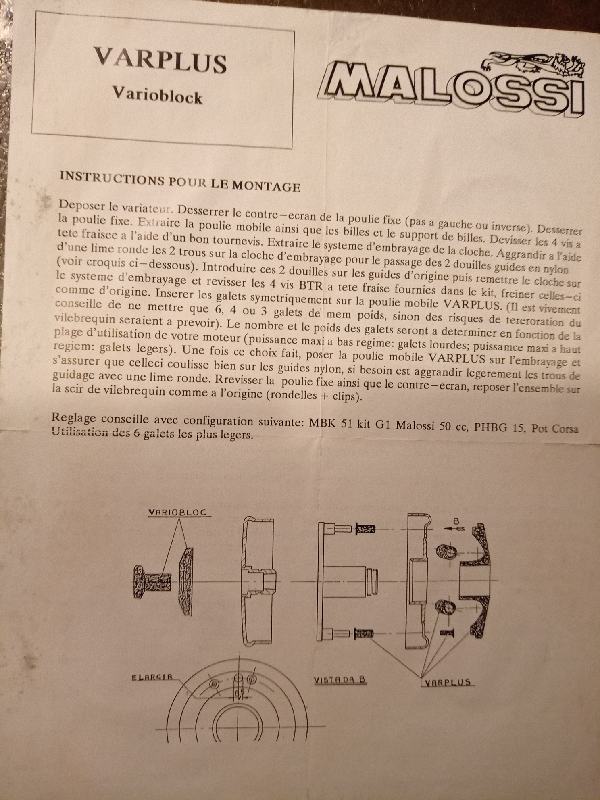 VARPLUS
Varioblock
MALOSSI
INSTRUCTIONS POUR LE MONTAGE
Deposer le variateur. Desserrer le contre-ecran de la poulie fixe (pas a gauche ou inverse). Desserrer
la poulie fixe. Extraire la poulie mobile ainsi que les billes et le support de billes. Devisser les 4 vis a
tete fraisee a l'aide d'un bon tournevis. Extraire le systeme d'embrayage de la cloche. Aggrandir a l'aide
d'une lime ronde les 2 trous sur la cloche d'embrayage pour le passage des 2 douilles guides en nylon
(voir croquis ci-dessous). Introduire ces 2 douilles sur les guides d'origine puis remettre le cloche sur
le systeme d'embrayage et revisser les 4 vis BTR a tete fraise fournies dans le kit, freiner celles-ci
comme d'origine. Inserer les galets symetriquement sur la poulie mobile VARPLUS. (Il est vivement
conseille de ne mettre que 6, 4 ou 3 galets de mem poids, sinon des risques de teteroration du
vilebrequin seraient a prevoir). Le nombre et le poids des galets seront a determiner en fonction de la
plage d'utilisation de votre moteur (puissance maxi a bas regime: galets lourdes; puissamce maxi a haut
regiem: galets legers). Une fois ce choix fait, poser la poulie mobile VARPLUS sur l'embrayage et
s'assurer que celleci coulisse bien sur les guides nylon, si besoin est aggrandir legerement les trous de
guidage avec une lime ronde. Rrevisser la poulie fixe ainsi que le contre-ecran, reposer l'ensemble sur
la scir de vilebrequin comme a l'origine (rondelles + clips).
Reglage conseille avec configuration suivante: MBK 51 kit G1 Malossi 50 cc, PHBG 15, Pot Corsa
Utilisation des 6 galets les plus legers.
VARIOBLOC
B
ELARGIR
VISTA DA B
VARPLUS